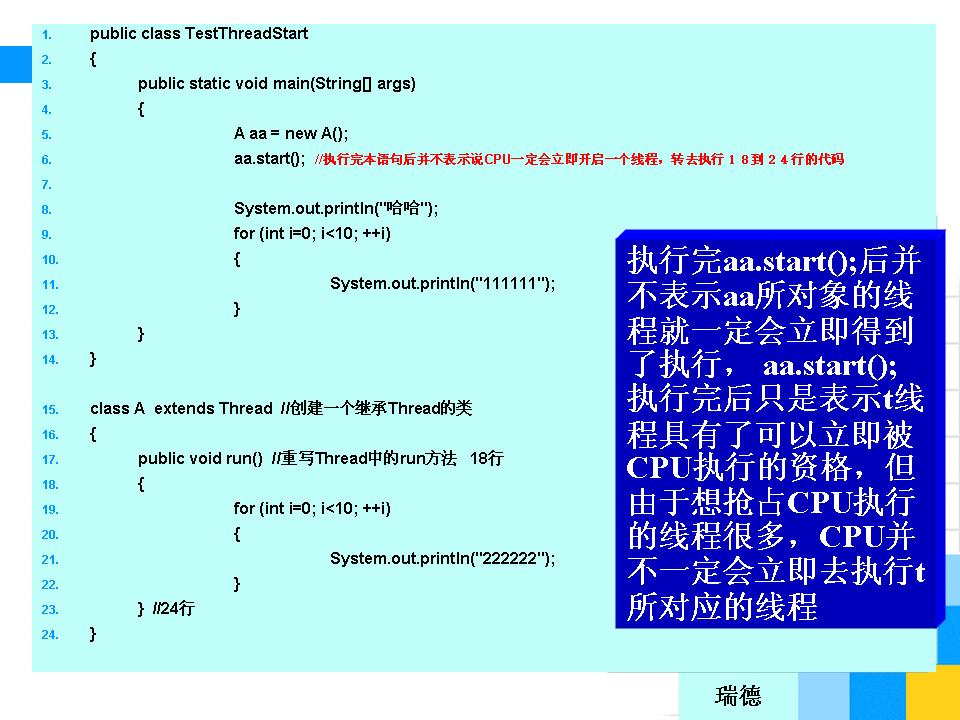 1. public class TestThreadStart
2. {
3. public static void main(String[] args)
4. {
5. A aa = new A();
6. aa.start(); //执行完本语句后并不表示说CPU一定会立即开启一个线程，转去执行１８到２４行的代码
7.
8. System.out.println("哈哈");
9. for (int i=0; i<10; ++i)
10. {
11. System.out.println("111111");
12. }
13. }
14. }
15. class A extends Thread //创建一个继承Thread的类
16. {
17. public void run() //重写Thread中的run方法 18行
18. {
19. for (int i=0; i<10; ++i)
20. {
21. System.out.println("222222");
22. }
23. } //24行
24. }
执行完aa.start();后并
不表示aa所对象的线
程就一定会立即得到
了执行， aa.start();
执行完后只是表示t线
程具有了可以立即被
CPU执行的资格，但
由于想抢占CPU执行
的线程很多，CPU并
不一定会立即去执行t
所对应的线程
瑞德